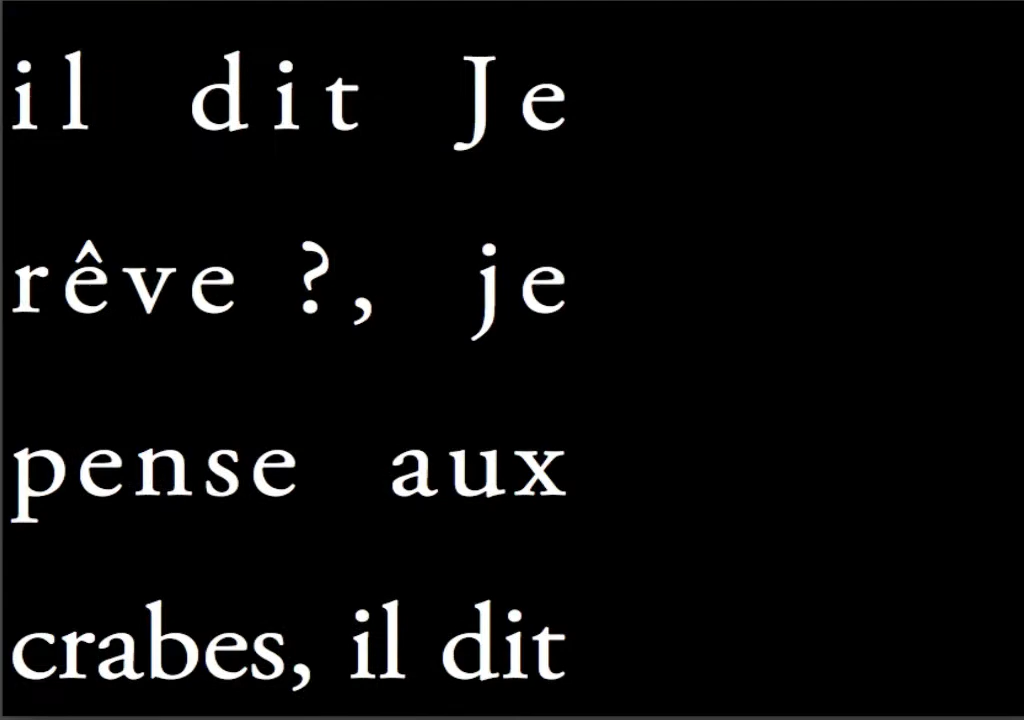 il dit Je
rêve ?, je
pense aux
crabes, il dit